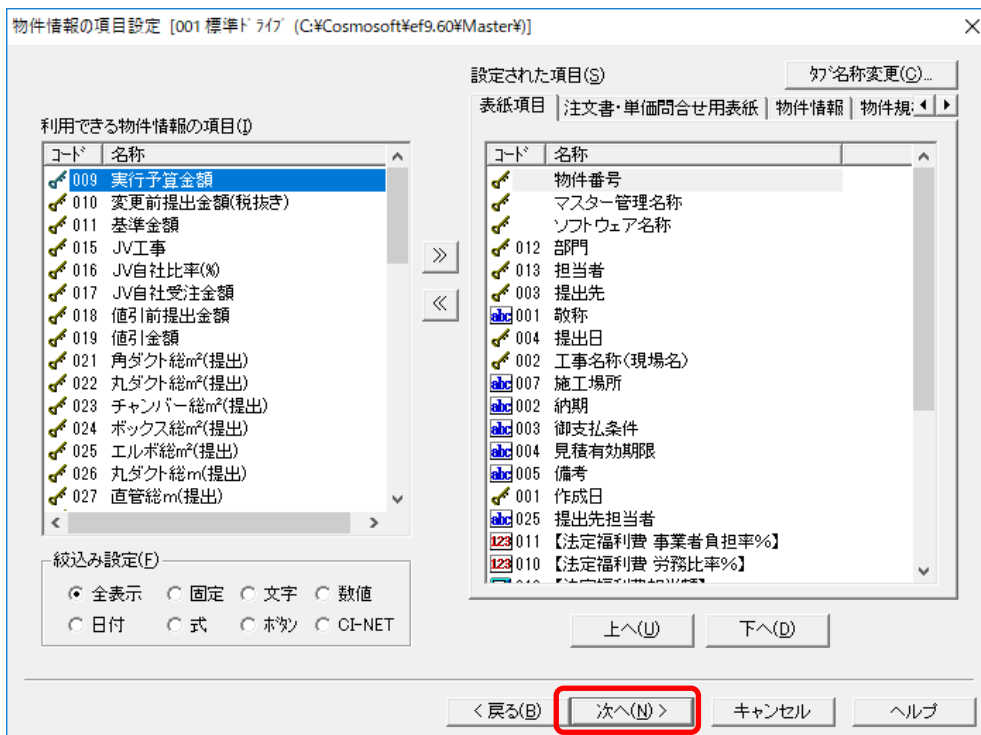 物件情報の項目設定 [001 標準ﾄﾞﾗｲﾌﾞ (C:¥Cosmosoft¥ef9.60¥Master¥)]
設定された項目(S)
ﾀﾌﾞ名称変更(C)...
表紙項目
注文書･単価問合せ用表紙
物件情報
物件規
利用できる物件情報の項目(I)
ｺｰﾄﾞ 名称
009 実行予算金額
010 変更前提出金額(税抜き)
011 基準金額
015 JV工事
016 JV自社比率(%)
017 JV自社受注金額
018 値引前提出金額
019 値引金額
021 角ダクト総㎡(提出)
022 丸ダクト総㎡(提出)
023 チャンバー総㎡(提出)
024 ボックス総㎡(提出)
025 エルボ総㎡(提出)
026 丸ダクト総m(提出)
027 直管総m(提出)
ｺｰﾄﾞ 名称
物件番号
マスター管理名称
ソフトウェア名称
012 部門
013 担当者
003 提出先
abc 001 敬称
004 提出日
002 工事名称(現場名)
abc 007 施工場所
abc 002 納期
abc 003 御支払条件
abc 004 見積有効期限
abc 005 備考
001 作成日
abc 025 提出先担当者
123 011 【法定福利費 事業者負担率%】
123 010 【法定福利費 労務比率%】
絞込み設定(F)
全表示 固定 文字 数値
日付 式 ﾎﾞﾀﾝ CI-NET
上へ(U)
下へ(D)
< 戻る(B)
次へ(N) >
キャンセル
ヘルプ